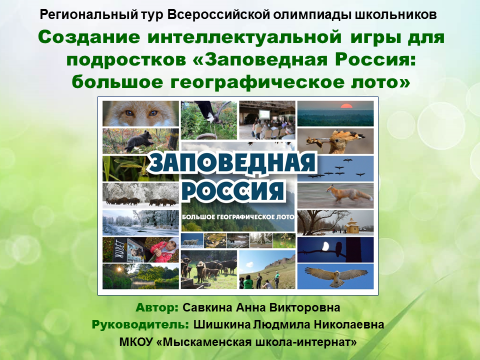 Региональный тур Всероссийской олимпиады школьников
Создание интеллектуальной игры для
подростков «Заповедная Россия:
большое географическое лото»
ЗАПОВЕДНАЯ
РОССИЯ
БОЛЬШОЕ ГЕОГРАФИЧЕСКОЕ ЛОТО
Автор: Савкина Анна Викторовна
Руководитель: Шишкина Людмила Николаевна
МКОУ «Мыскаменская школа-интернат»